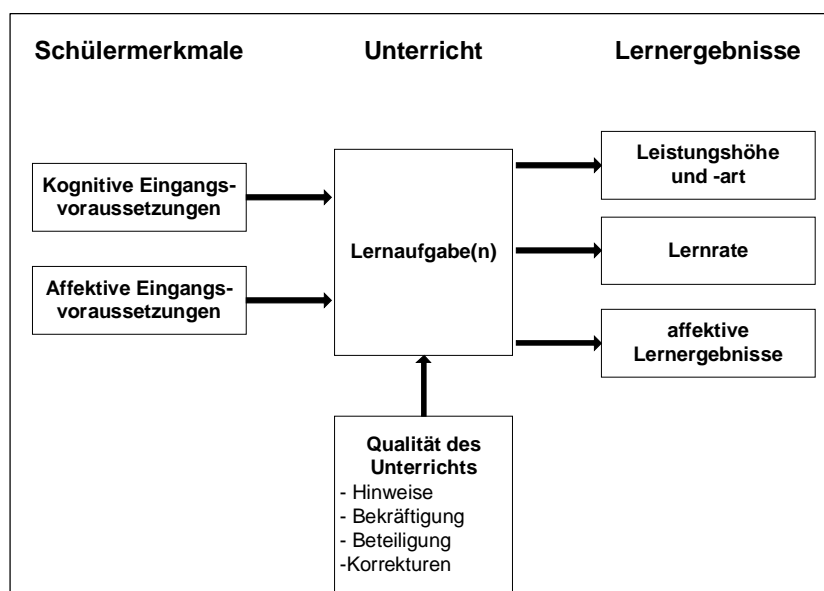 Schülermerkmale
Unterricht
Lernergebnisse
Kognitive Eingangs-
voraussetzungen
Affektive Eingangs-
voraussetzungen
Lernaufgabe(n)
Leistungshöhe
und -art
Lernrate
affektive
Lernergebnisse
Qualität des
Unterrichts
- Hinweise
- Bekräftigung
- Beteiligung
-Korrekturen